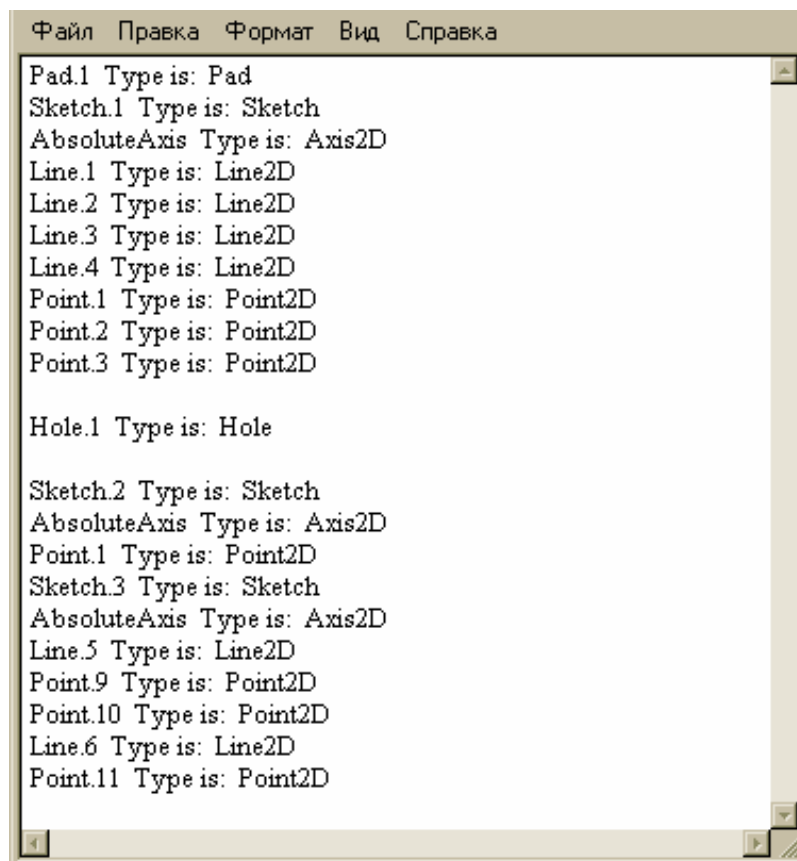 Файл Правка Формат Вид Справка
Pad.1 Type is: Pad
Sketch.1 Type is: Sketch
AbsoluteAxis Type is: Axis2D
Line.1 Type is: Line2D
Line.2 Type is: Line2D
Line.3 Type is: Line2D
Line.4 Type is: Line2D
Point.1 Type is: Point2D
Point.2 Type is: Point2D
Point.3 Type is: Point2D
Hole.1 Type is: Hole
Sketch.2 Type is: Sketch
AbsoluteAxis Type is: Axis2D
Point.1 Type is: Point2D
Sketch.3 Type is: Sketch
AbsoluteAxis Type is: Axis2D
Line.5 Type is: Line2D
Point.9 Type is: Point2D
Point.10 Type is: Point2D
Line.6 Type is: Line2D
Point.11 Type is: Point2D